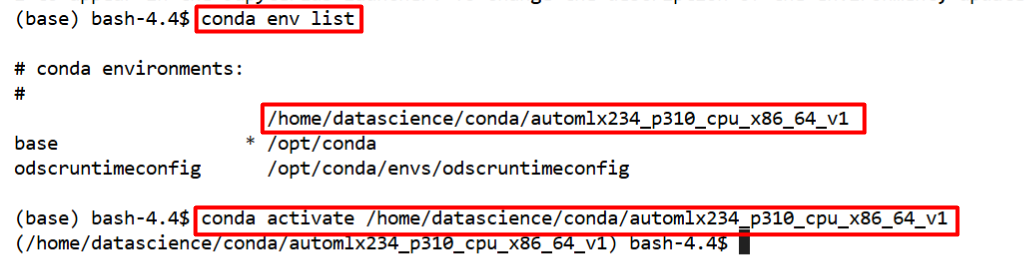 (base) bash-4.4$ conda env list
# conda environments:
#
/home/datascience/conda/automlx234_p310_cpu_x86_64_v1
base * /opt/conda
odscruntimeconfig /opt/conda/envs/odscruntimeconfig
(base) bash-4.4$ conda activate /home/datascience/conda/automlx234_p310_cpu_x86_64_v1
(/home/datascience/conda/automlx234_p310_cpu_x86_64_v1) bash-4.4$